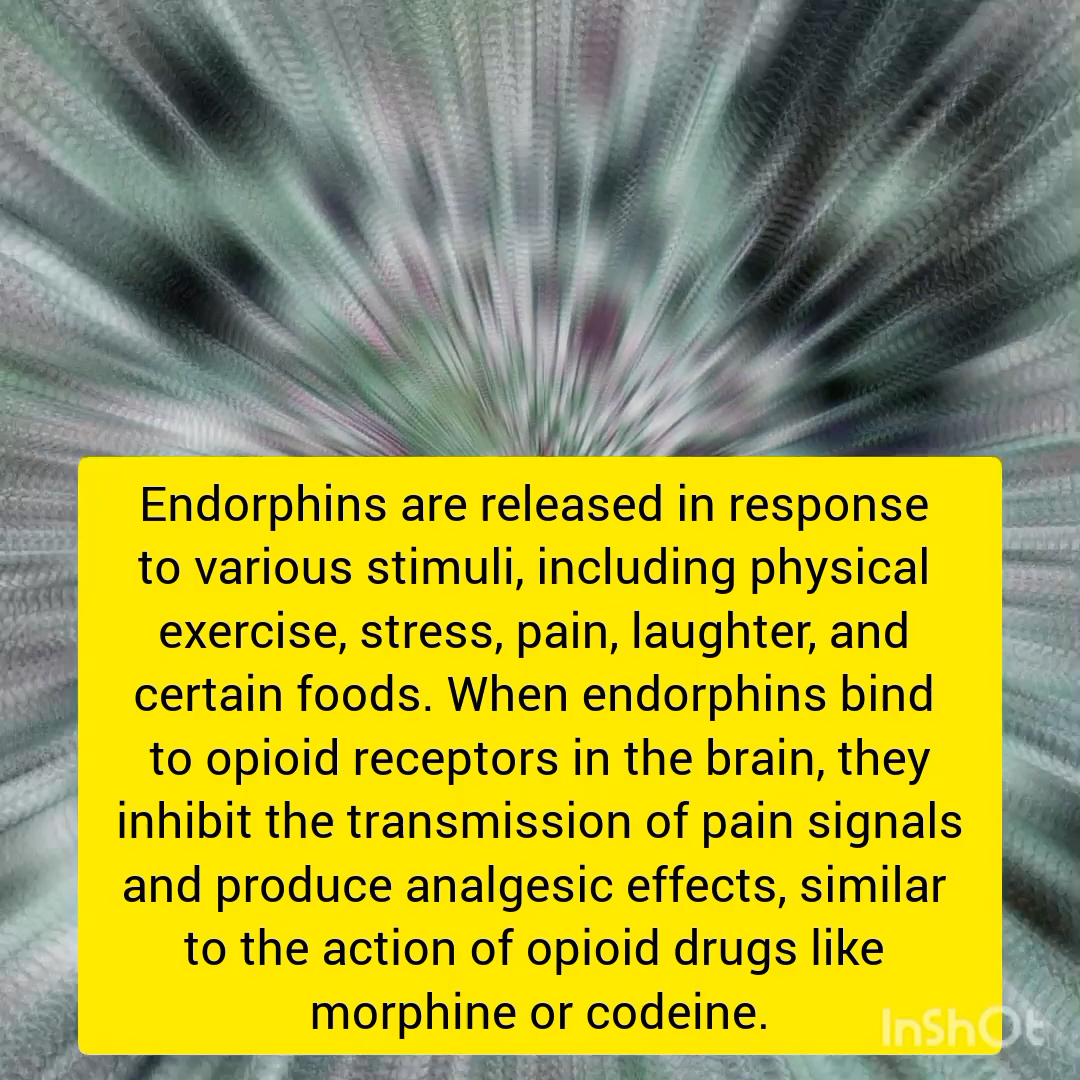 Endorphins are released in response
to various stimuli, including physical
exercise, stress, pain, laughter, and
certain foods. When endorphins bind
to opioid receptors in the brain, they
inhibit the transmission of pain signals
and produce analgesic effects, similar
to the action of opioid drugs like
morphine or codeine.
InShOt